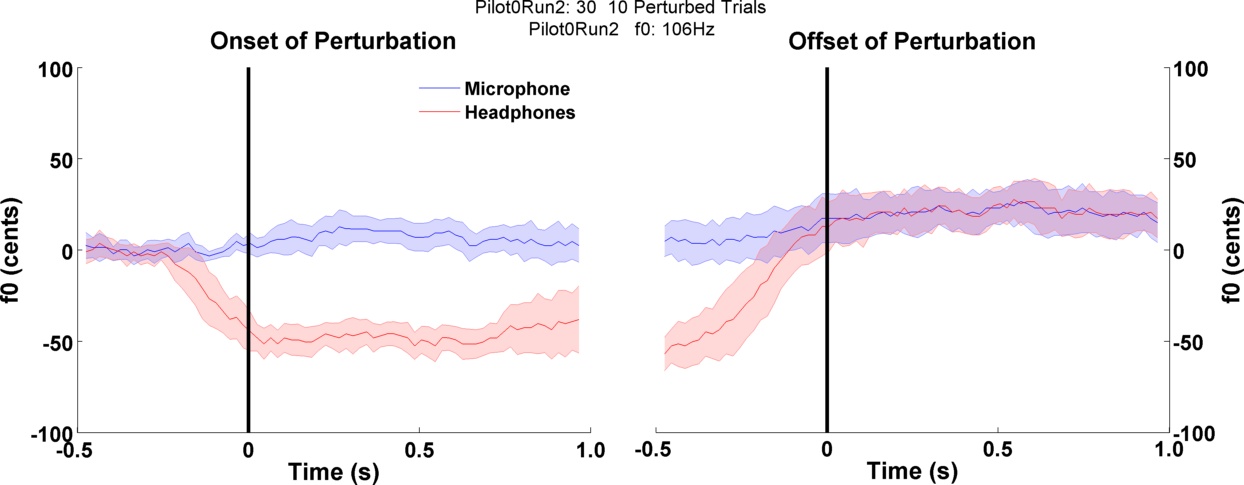 Pilot0Run2: 30  10 Perturbed Trials
Pilot0Run2   f0: 106Hz
Onset of Perturbation
Offset of Perturbation
Microphone
Headphones
f0 (cents)
100
50
0
-50
-100
-0.5
0
0.5
1.0
Time (s)
-0.5
0
0.5
1.0
Time (s)
100
50
0
-50
-100
f0 (cents)